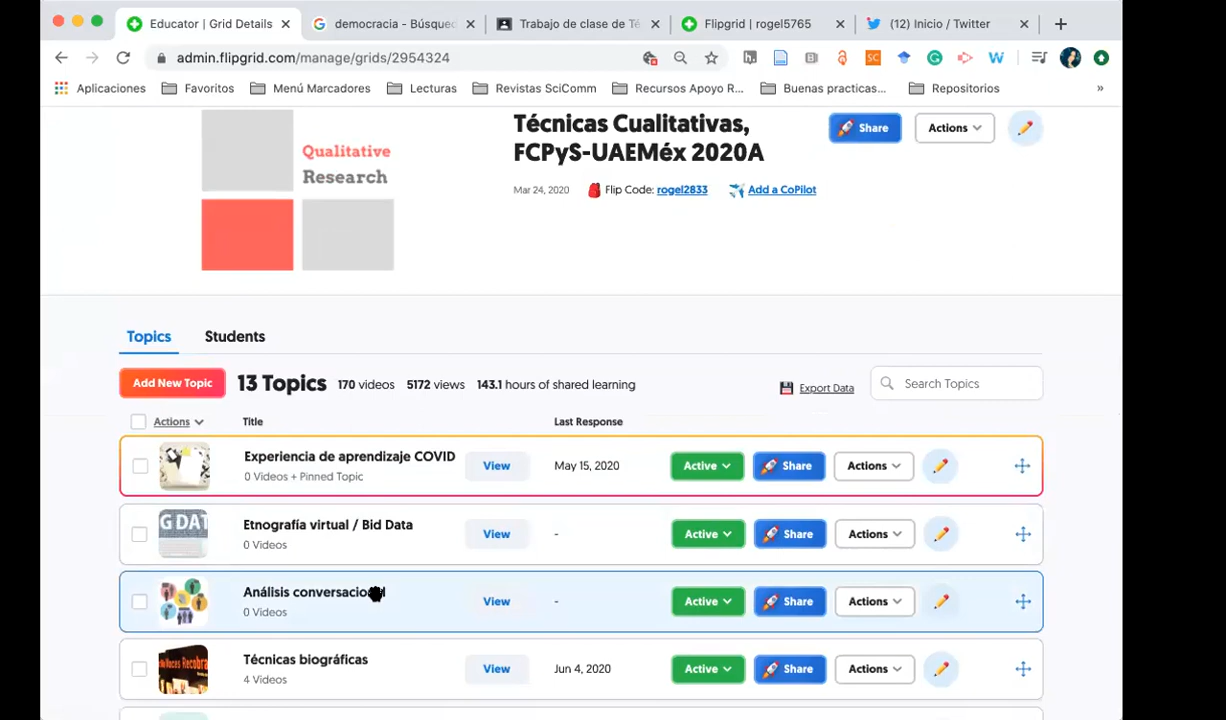 Educator | Grid Details
democracia - Búsqued
Trabajo de clase de Té
Flipgrid | rogel5765
(12) Inicio / Twitter
admin.flipgrid.com/manage/grids/2954324
Aplicaciones
Favoritos
Menú Marcadores
Lecturas
Revistas SciComm
Recursos Apoyo R...
Buenas practicas...
Repositorios
»
Qualitative
Research
Técnicas Cualitativas,
FCPyS-UAEMéx 2020A
Share
Actions
Mar 24, 2020
Flip Code: rogel2833
Add a CoPilot
Topics
Students
Add New Topic
13 Topics
170 videos
5172 views
143.1 hours of shared learning
Export Data
Search Topics
Actions
Title
Last Response
Experiencia de aprendizaje COVID
0 Videos + Pinned Topic
View
May 15, 2020
Active
Share
Actions
G DAT
Etnografía virtual / Bid Data
0 Videos
View
-
Active
Share
Actions
Análisis conversacional
0 Videos
View
-
Active
Share
Actions
Técnicas biográficas
4 Videos
View
Jun 4, 2020
Active
Share
Actions